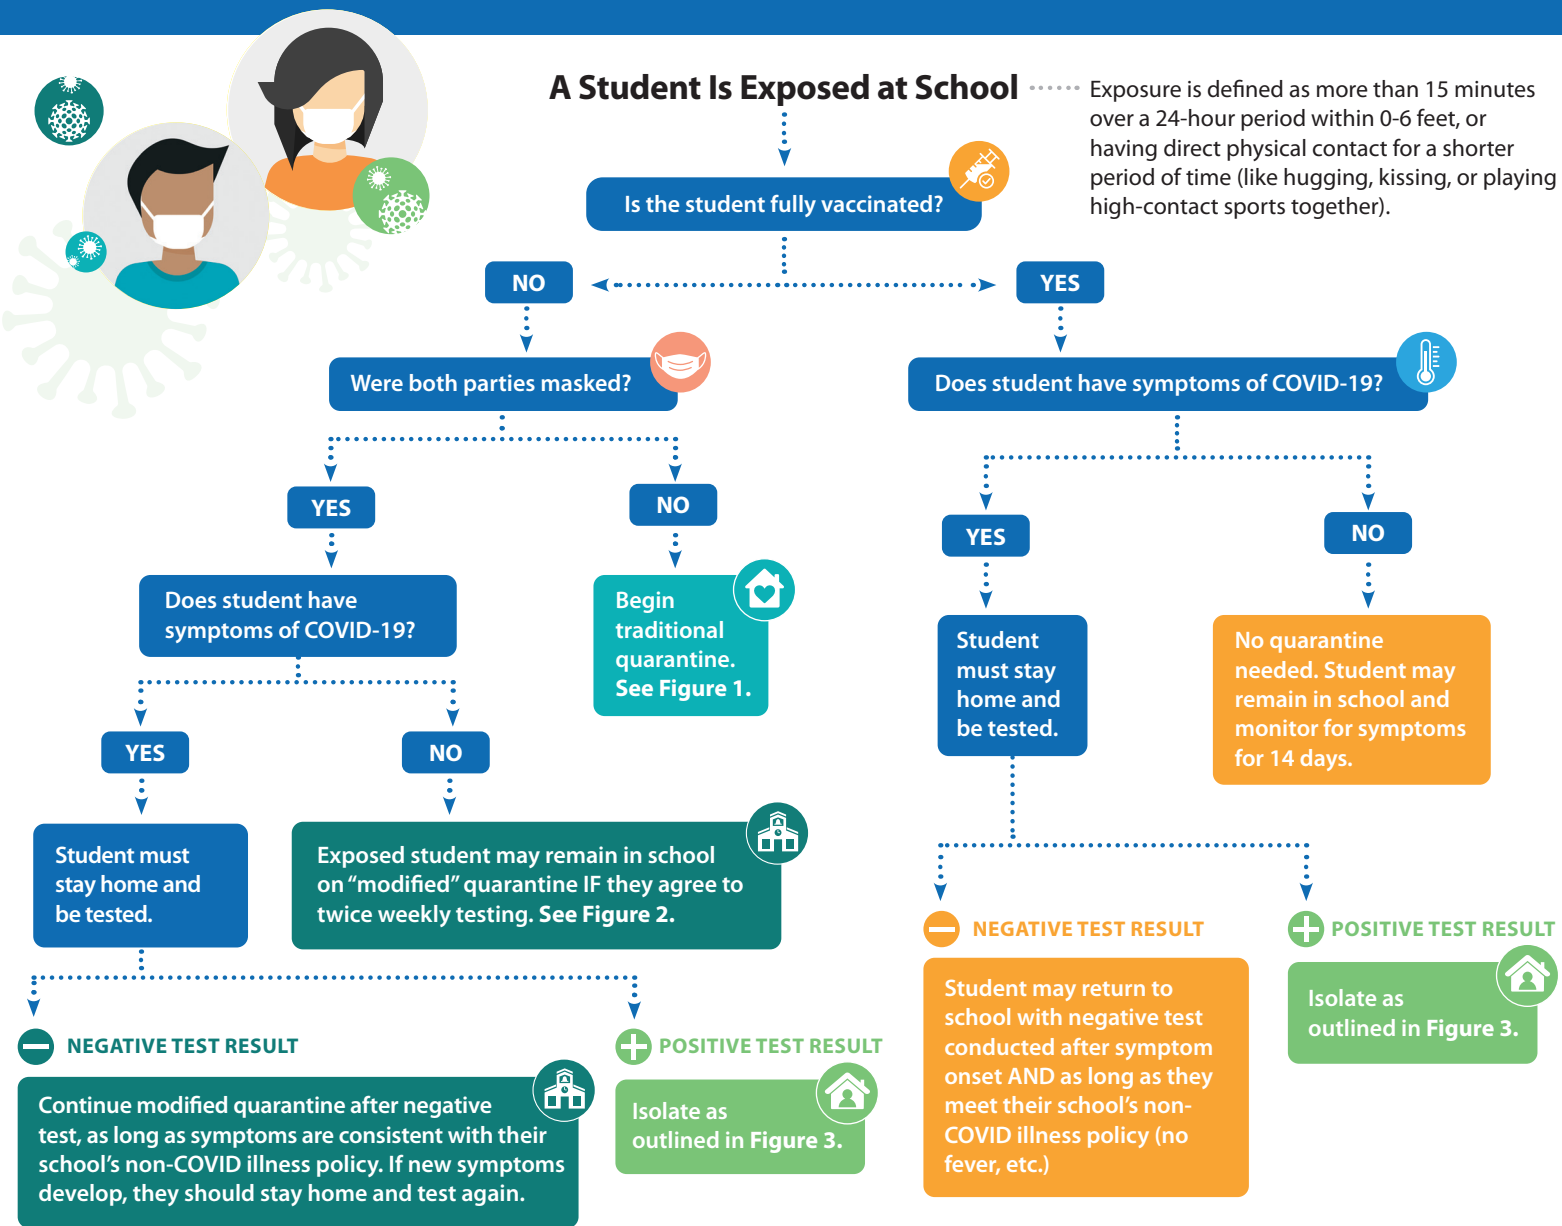 A Student Is Exposed at School
Exposure is defined as more than 15 minutes
over a 24-hour period within 0-6 feet, or
having direct physical contact for a shorter
period of time (like hugging, kissing, or playing
high-contact sports together).
Is the student fully vaccinated?
NO
YES
Were both parties masked?
Does student have symptoms of COVID-19?
YES
NO
YES
NO
Does student have
symptoms of COVID-19?
Begin
traditional
quarantine.
See Figure 1.
Student
must stay
home and
be tested.
No quarantine
needed. Student may
remain in school and
monitor for symptoms
for 14 days.
YES
NO
Student must
stay home and
be tested.
Exposed student may remain in school
on “modified” quarantine IF they agree to
twice weekly testing. See Figure 2.
NEGATIVE TEST RESULT
POSITIVE TEST RESULT
Student may return to
school with negative test
conducted after symptom
onset AND as long as they
meet their school’s non-
COVID illness policy (no
fever, etc.)
Isolate as
outlined in Figure 3.
NEGATIVE TEST RESULT
POSITIVE TEST RESULT
Continue modified quarantine after negative
test, as long as symptoms are consistent with their
school’s non-COVID illness policy. If new symptoms
develop, they should stay home and test again.
Isolate as
outlined in Figure 3.